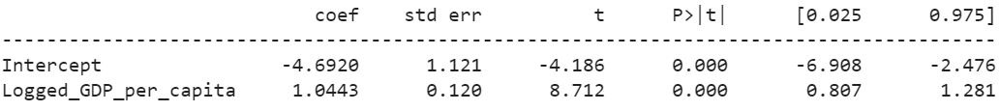 coef std err t P>|t| [0.025 0.975]
Intercept -4.6920 1.121 -4.186 0.000 -6.908 -2.476
Logged_GDP_per_capita 1.0443 0.120 8.712 0.000 0.807 1.281